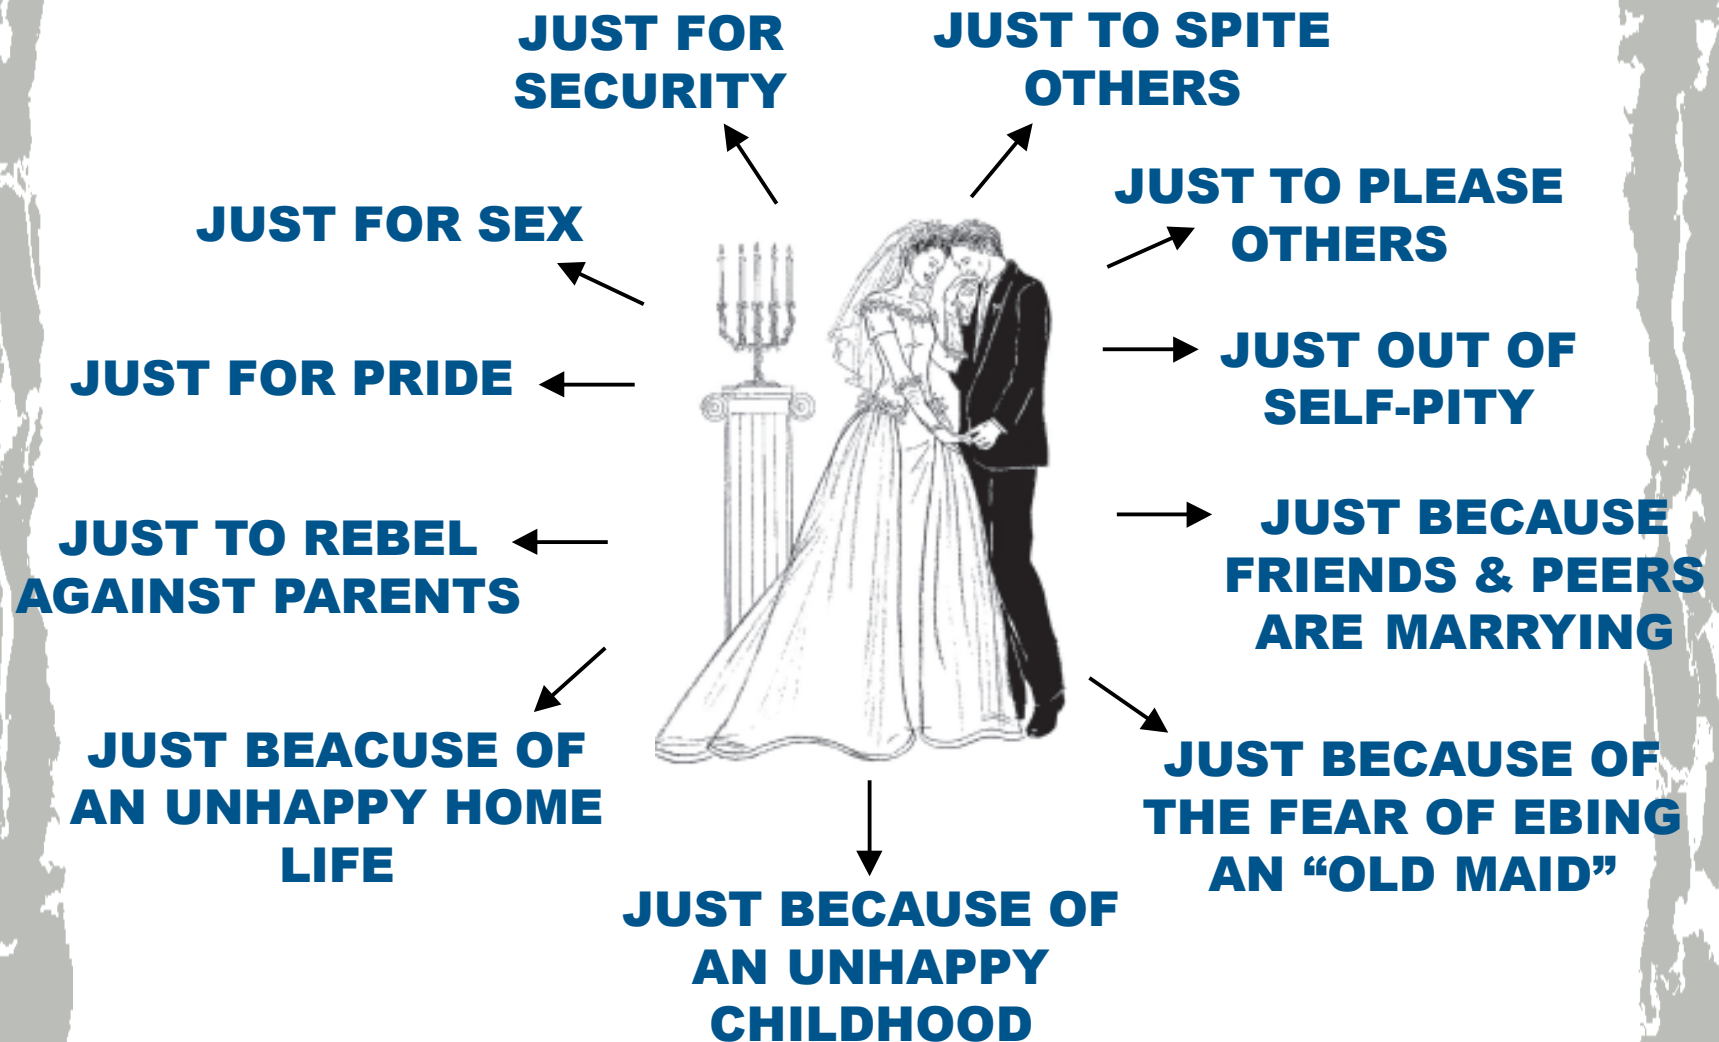 JUST FOR
SECURITY
JUST TO SPITE
OTHERS
JUST TO PLEASE
OTHERS
JUST FOR SEX
JUST FOR PRIDE
JUST OUT OF
SELF-PITY
JUST TO REBEL
AGAINST PARENTS
JUST BECAUSE
FRIENDS & PEERS
ARE MARRYING
JUST BEACUSE OF
AN UNHAPPY HOME
LIFE
JUST BECAUSE OF
THE FEAR OF EBING
AN “OLD MAID”
JUST BECAUSE OF
AN UNHAPPY
CHILDHOOD